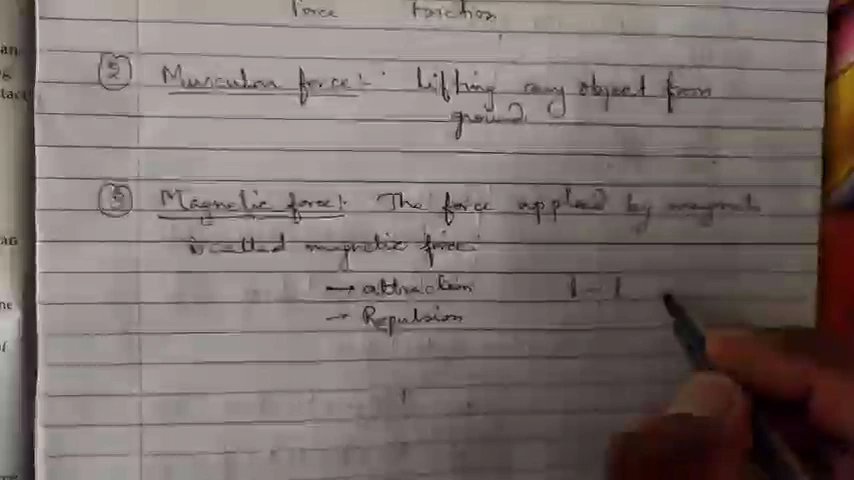 Force Friction
② Muscular force:- lifting any object from
ground.
③ Magnetic force:- The force applied by magnets
is called magnetic force.
→ attraction
→ Repulsion